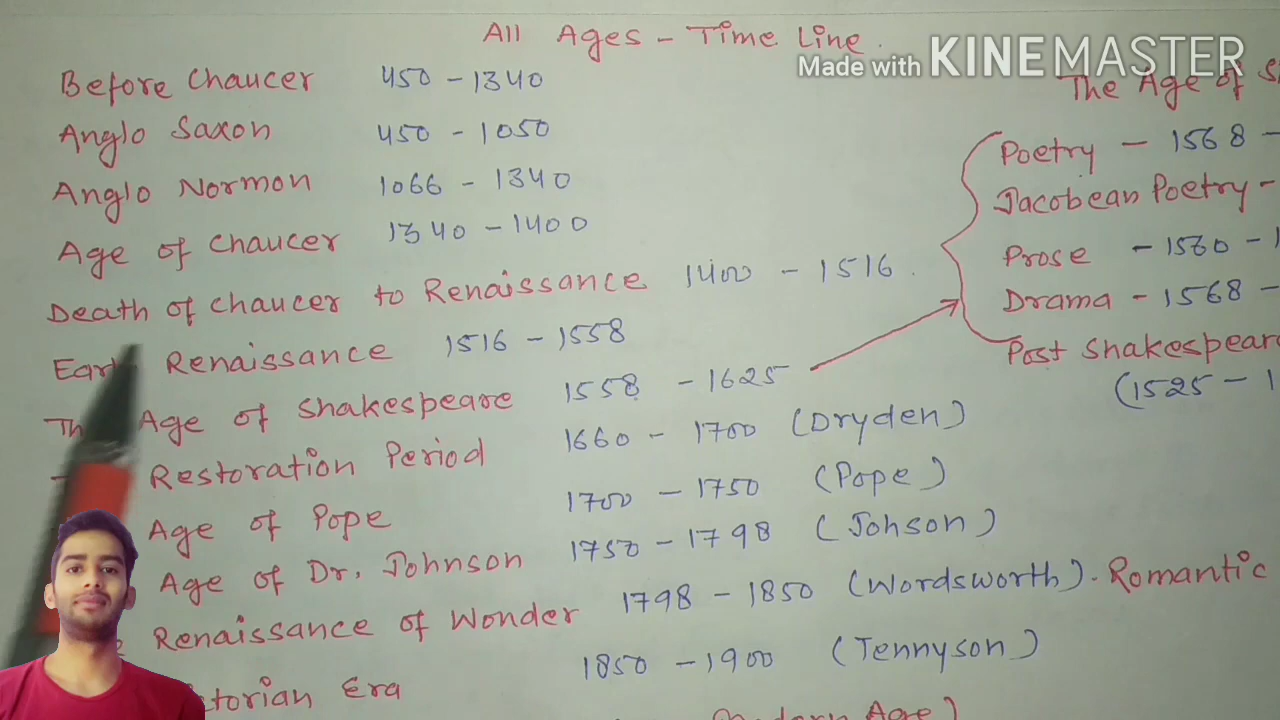 All Ages - Time Line.
Made with KINEMASTER
Before Chaucer 450 - 1340
Anglo Saxon 450 - 1050
Anglo Normon 1066 - 1340
Age of Chaucer 1340 - 1400
Death of Chaucer to Renaissance 1400 - 1516.
Renaissance 1516 - 1558
Age of Shakespeare 1558 - 1625
Restoration Period 1660 - 1700 (Dryden)
Age of Pope 1700 - 1750 (Pope)
Age of Dr. Johnson 1750 - 1798 (Johson)
Renaissance of Wonder 1798 - 1850 (Wordsworth). Romantic
Era 1850 - 1900 (Tennyson)
Age)
The Age of
Poetry - 1568 -
Jacobean Poetry -
Prose - 1560 -
Drama - 1568 -
Post Shakespear
(1525 -